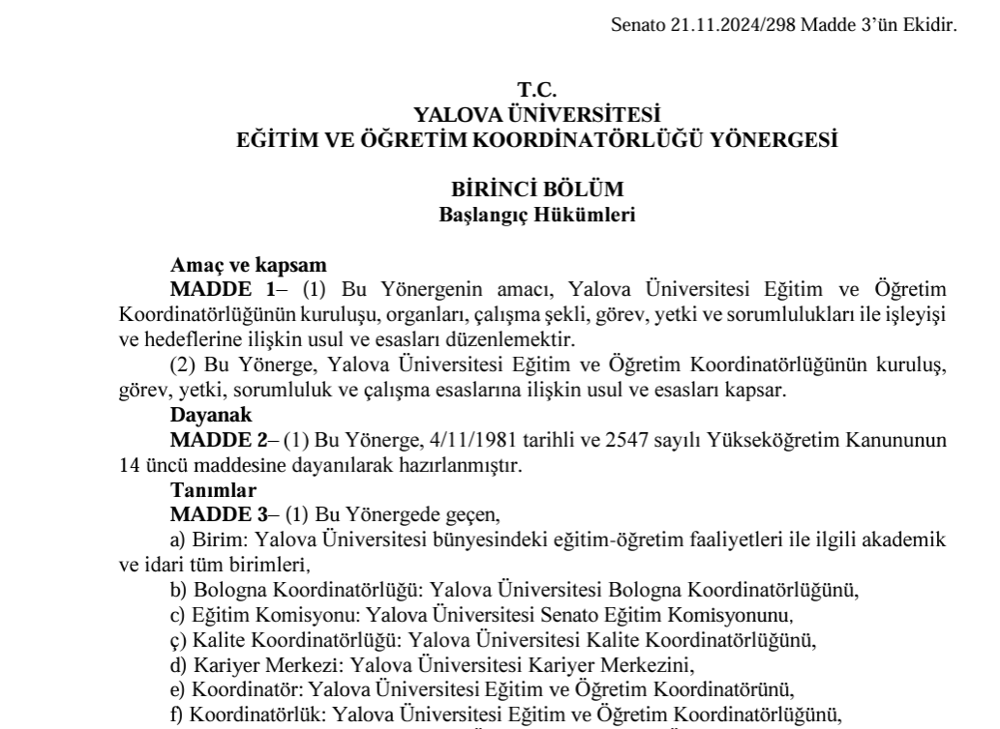 Senato 21.11.2024/298 Madde 3’ün Ekidir.
T.C.
YALOVA ÜNİVERSİTESİ
EĞİTİM VE ÖĞRETİM KOORDİNATÖRLÜĞÜ YÖNERGESİ
BİRİNCİ BÖLÜM
Başlangıç Hükümleri
Amaç ve kapsam
MADDE 1– (1) Bu Yönergenin amacı, Yalova Üniversitesi Eğitim ve Öğretim
Koordinatörlüğünün kuruluşu, organları, çalışma şekli, görev, yetki ve sorumlulukları ile işleyişi
ve hedeflerine ilişkin usul ve esasları düzenlemektir.
(2) Bu Yönerge, Yalova Üniversitesi Eğitim ve Öğretim Koordinatörlüğünün kuruluş,
görev, yetki, sorumluluk ve çalışma esaslarına ilişkin usul ve esasları kapsar.
Dayanak
MADDE 2– (1) Bu Yönerge, 4/11/1981 tarihli ve 2547 sayılı Yükseköğretim Kanununun
14 üncü maddesine dayanılarak hazırlanmıştır.
Tanımlar
MADDE 3– (1) Bu Yönergede geçen,
a) Birim: Yalova Üniversitesi bünyesindeki eğitim-öğretim faaliyetleri ile ilgili akademik
ve idari tüm birimleri,
b) Bologna Koordinatörlüğü: Yalova Üniversitesi Bologna Koordinatörlüğünü,
c) Eğitim Komisyonu: Yalova Üniversitesi Senato Eğitim Komisyonunu,
ç) Kalite Koordinatörlüğü: Yalova Üniversitesi Kalite Koordinatörlüğünü,
d) Kariyer Merkezi: Yalova Üniversitesi Kariyer Merkezini,
e) Koordinatör: Yalova Üniversitesi Eğitim ve Öğretim Koordinatörünü,
f) Koordinatörlük: Yalova Üniversitesi Eğitim ve Öğretim Koordinatörlüğünü,